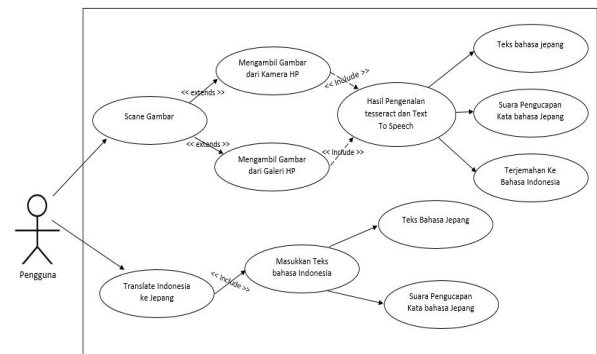 Teks bahasa jepang
Mengambil Gambar
dari Kamera HP
<< Include >>
<< extends >>
Scane Gambar
Hasil Pengenalan
tesseract dan Text
To Speech
Suara Pengucapan
Kata bahasa Jepang
<< extends >>
<< Include >>
Mengambil Gambar
dari Galeri HP
Terjemahan Ke
Bahasa Indonesia
Pengguna
Teks Bahasa Jepang
Masukkan Teks
bahasa Indonesia
<< Include >>
Translate Indonesia
ke Jepang
Suara Pengucapan
Kata bahasa Jepang